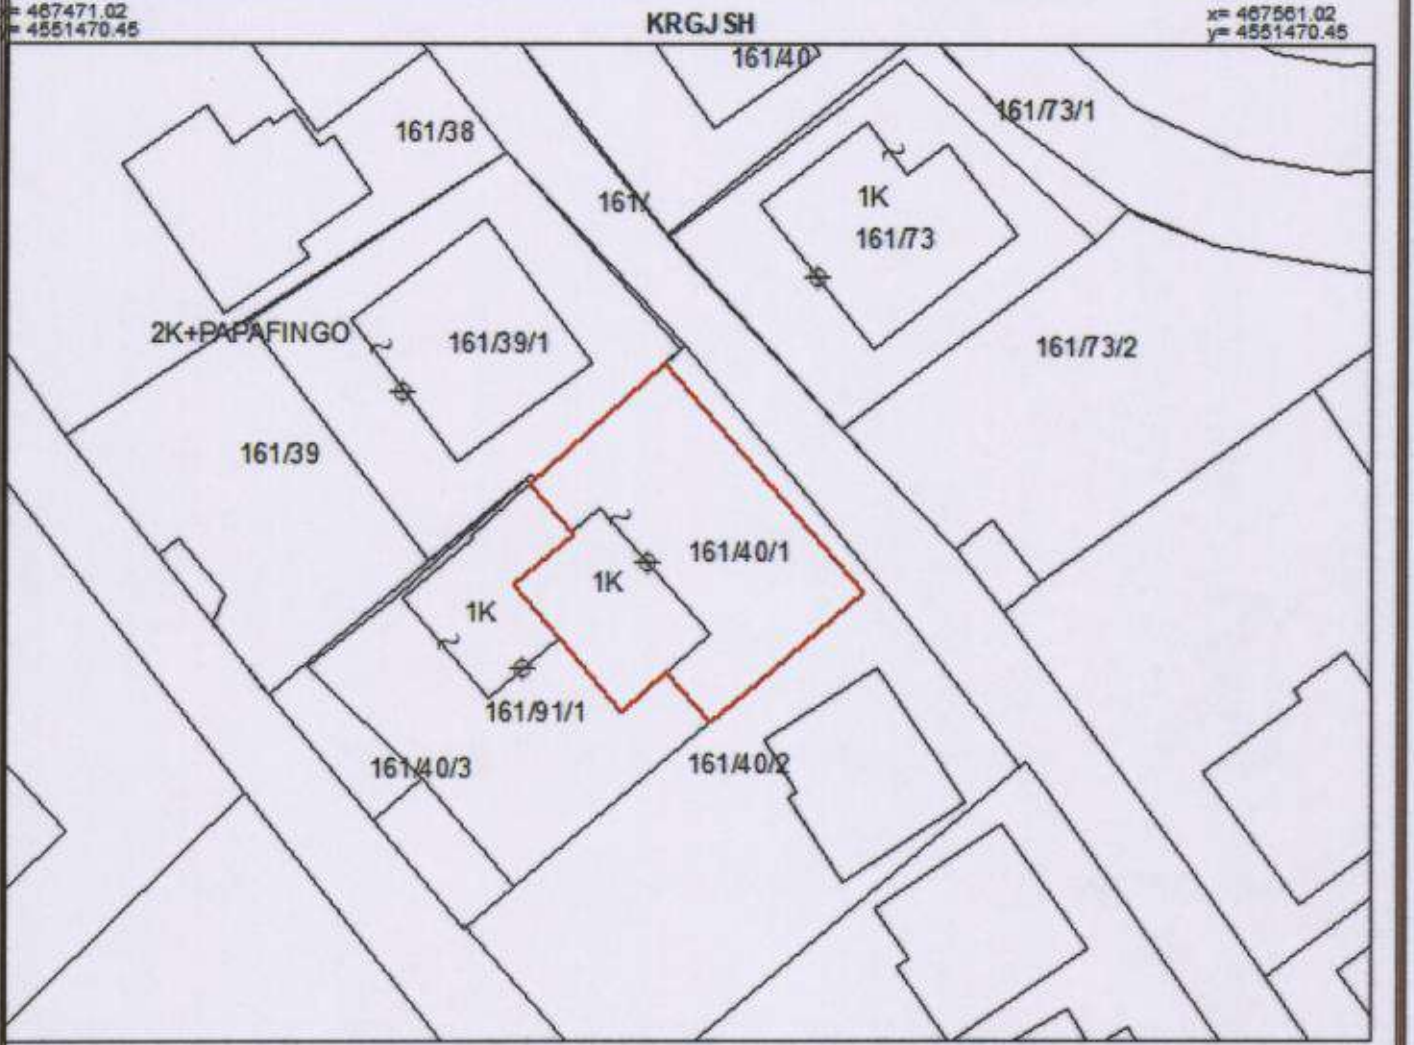 x= 467471.02
y= 4551470.45
KRGJSH
x= 467561.02
y= 4551470.45
161/40
161/73/1
161/38
1K
161/
161/73
2K+PAPAFINGO
161/39/1
161/73/2
161/39
161/40/1
1K
1K
161/91/1
161/40/3
161/40/2